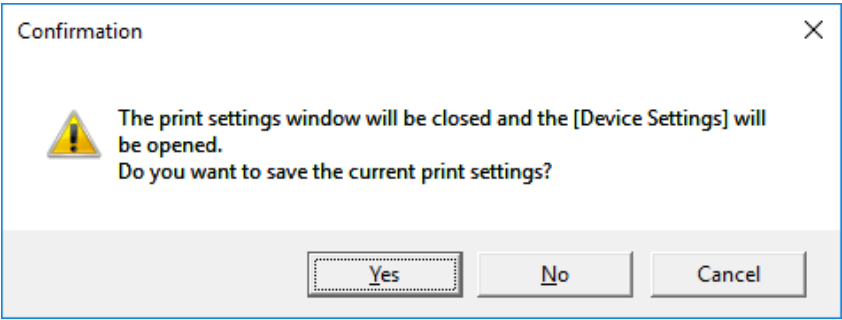 Confirmation
The print settings window will be closed and the [Device Settings] will
be opened.
Do you want to save the current print settings?
Yes
No
Cancel